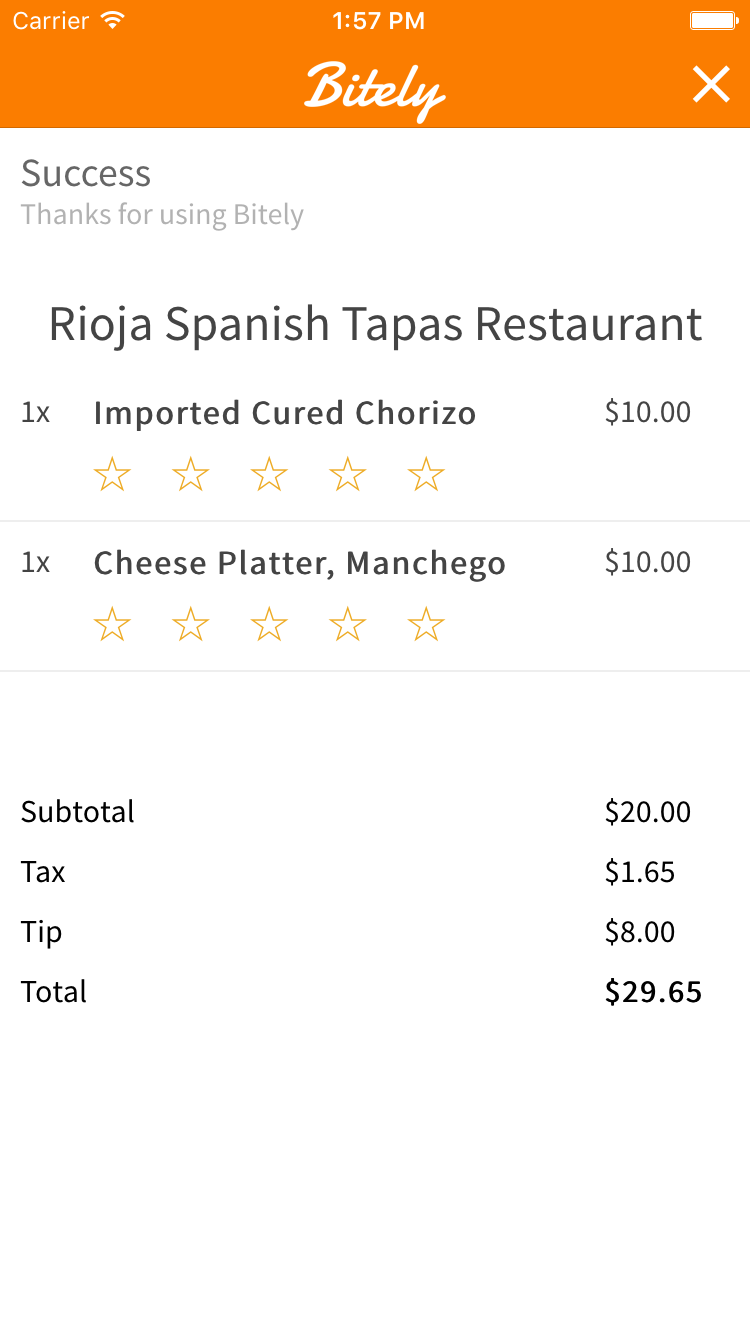 Carrier 1:57 PM
Bitely
Success
Thanks for using Bitely
Rioja Spanish Tapas Restaurant
1x Imported Cured Chorizo $10.00
1x Cheese Platter, Manchego $10.00
Subtotal $20.00
Tax $1.65
Tip $8.00
Total $29.65